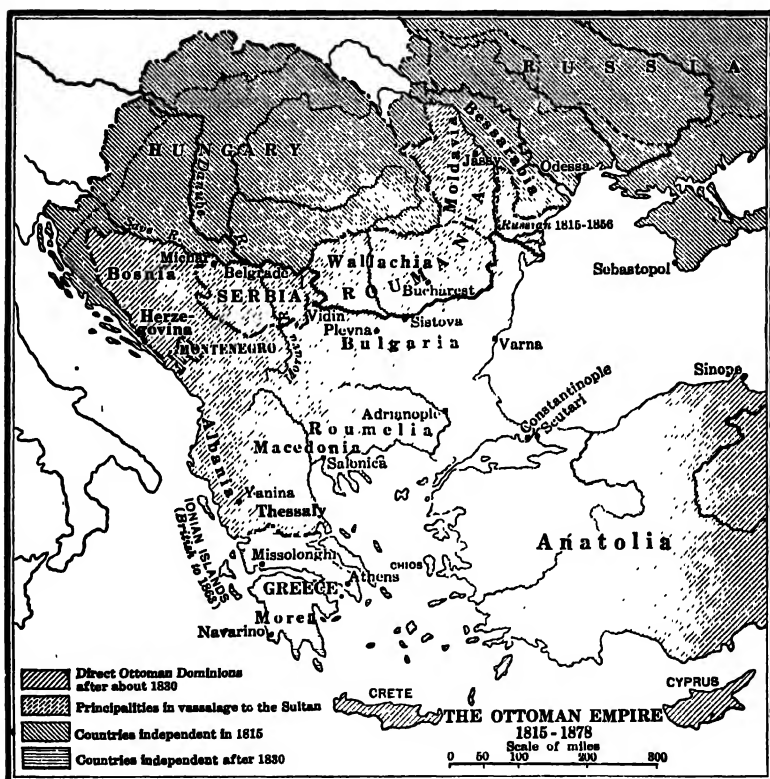 RUSSIA
HUNGARY
Danube
R.
Moldavia
Bessarabia
Jassy
Odessa
Russian 1815-1856
Save R.
Michar
Bosnia
Belgrade
SERBIA
Wallachia
ROUMANIA
Bucharest
Sebastopol
Herze-
govina
MONTENEGRO
Vidin
Plevna
Sistova
Bulgaria
Varna
Sinope
Constantinople
Scutari
Adrianople
Roumelia
Macedonia
Salonica
Albania
Yanina
Thessaly
Anatolia
IONIAN ISLANDS
(British to 1863)
Missolonghi
CHIOS
GREECE
Athens
Morea
Navarino
CRETE
CYPRUS
Direct Ottoman Dominions
after about 1830
Principalities in vassalage to the Sultan
Countries independent in 1815
Countries independent after 1830
THE OTTOMAN EMPIRE
1815-1878
Scale of miles
0 50 100 200 300